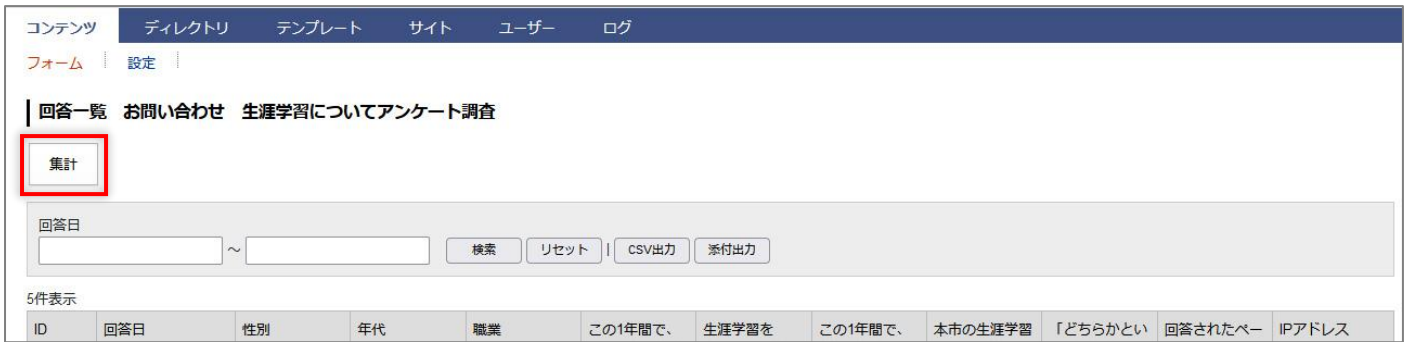 コンテンツ ディレクトリ テンプレート サイト ユーザー ログ
フォーム 設定
回答一覧 お問い合わせ 生涯学習についてアンケート調査
集計
回答日
～ 検索 リセット | CSV出力 添付出力
5件表示
ID 回答日 性別 年代 職業 この1年間で、 生涯学習を この1年間で、 本市の生涯学習 「どちらかとい 回答されたペー IPアドレス